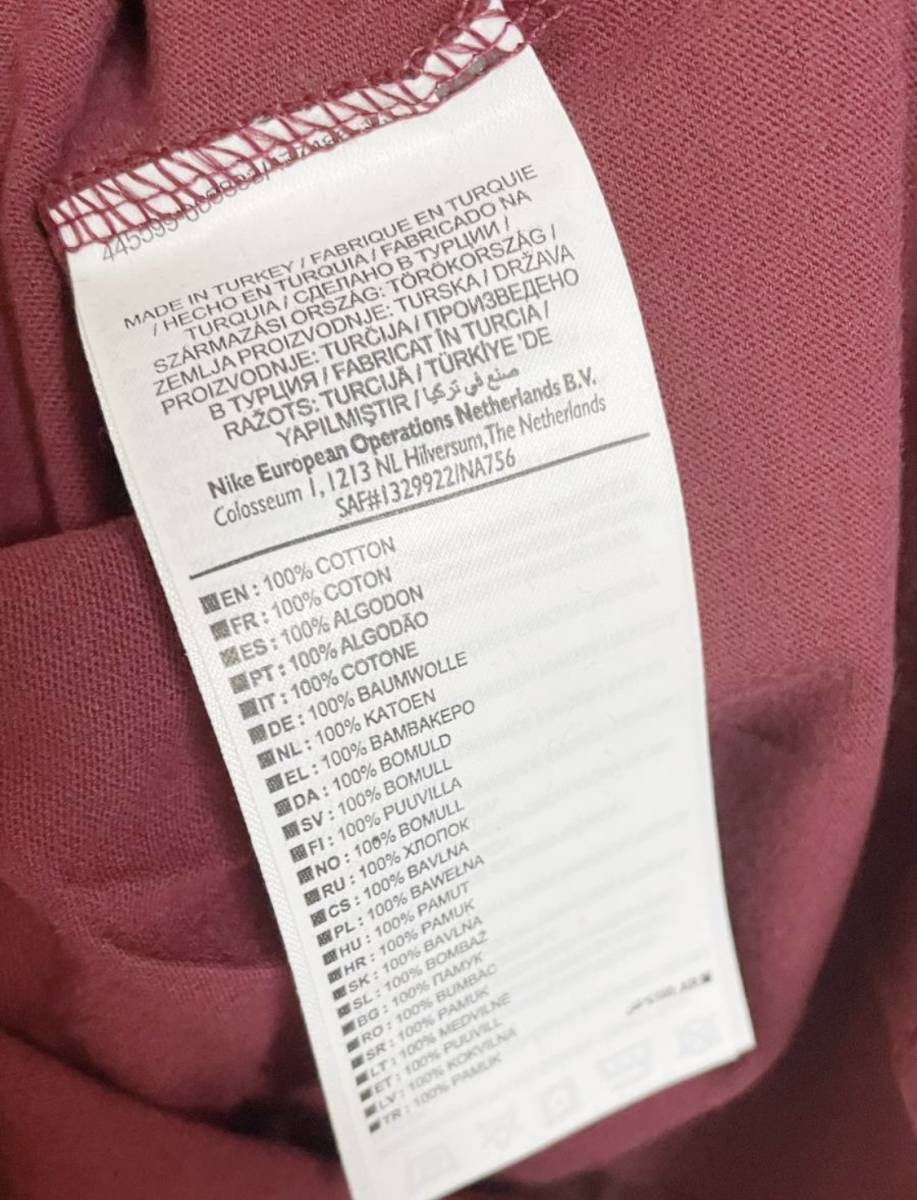 MADE IN TURKEY / FABRIQUE EN TURQUIE
/ HECHO EN TURQUIA / FABRICADO NA
TURQUIA / СДЕЛАНО В ТУРЦИИ /
SZÁRMAZÁSI ORSZÁG: TÖRÖKORSZÁG /
ZEMLJA PROIZVODNJE: TURSKA / DRŽAVA
PROIZVODNJE: TURČIJA / ПРОИЗВЕДЕНО
В ТУРЦИЯ / FABRICAT ÎN TURCIA /
RAŽOTS: TURCIJĀ / TÜRKİYE 'DE
YAPILMIŞTIR / صنع في تركيا
Nike European Operations Netherlands B.V.
Colosseum 1, 1213 NL Hilversum,The Netherlands
SAF#1329922/NA756
EN : 100% COTTON
FR : 100% COTON
ES : 100% ALGODON
PT : 100% ALGODÃO
IT : 100% COTONE
DE : 100% BAUMWOLLE
NL : 100% KATOEN
EL : 100% ΒΑΜΒΑΚΕΡΟ
DA : 100% BOMULD
SV : 100% BOMULL
FI : 100% PUUVILLA
NO : 100% BOMULL
RU : 100% ХЛОПОК
CS : 100% BAVLNA
PL : 100% BAWEŁNA
HU : 100% PAMUT
HR : 100% PAMUK
SK : 100% BAVLNA
SL : 100% BOMBAŽ
BG : 100% ПАМУК
RO : 100% BUMBAC
SR : 100% PAMUK
LT : 100% MEDVILNĖ
ET : 100% PUUVILL
LV : 100% KOKVILNA
TR : 100% PAMUK